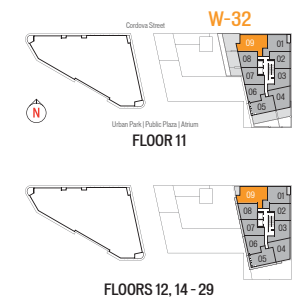 W-32
Cordova Street
09 01
08 02
07 03
06 04
05
N
Urban Park | Public Plaza | Atrium
FLOOR 11
09 01
08 02
07 03
06 04
05
FLOORS 12, 14 - 29